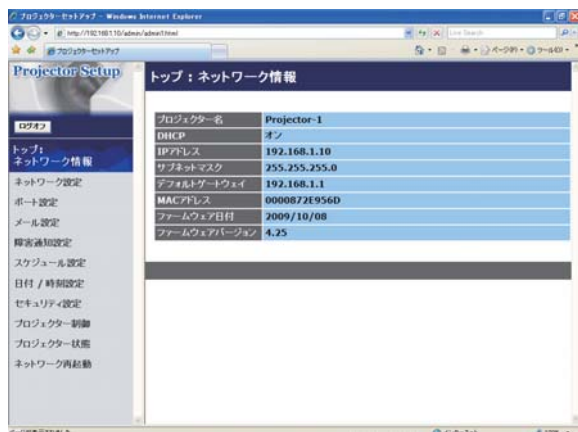 プロジェクターセットアップ - Windows Internet Explorer
http://192.168.1.10/admin/admin1.html
Live Search
プロジェクターセットアップ
ページ(P)
ツール(O)
Projector Setup
ログオフ
トップ:
ネットワーク情報
ネットワーク設定
ポート設定
メール設定
障害通知設定
スケジュール設定
日付 / 時刻設定
セキュリティ設定
プロジェクター制御
プロジェクター状態
ネットワーク再起動
トップ:ネットワーク情報
プロジェクター名 Projector-1
DHCP オン
IPアドレス 192.168.1.10
サブネットマスク 255.255.255.0
デフォルトゲートウェイ 192.168.1.1
MACアドレス 0000872E956D
ファームウェア日付 2009/10/08
ファームウェアバージョン 4.25